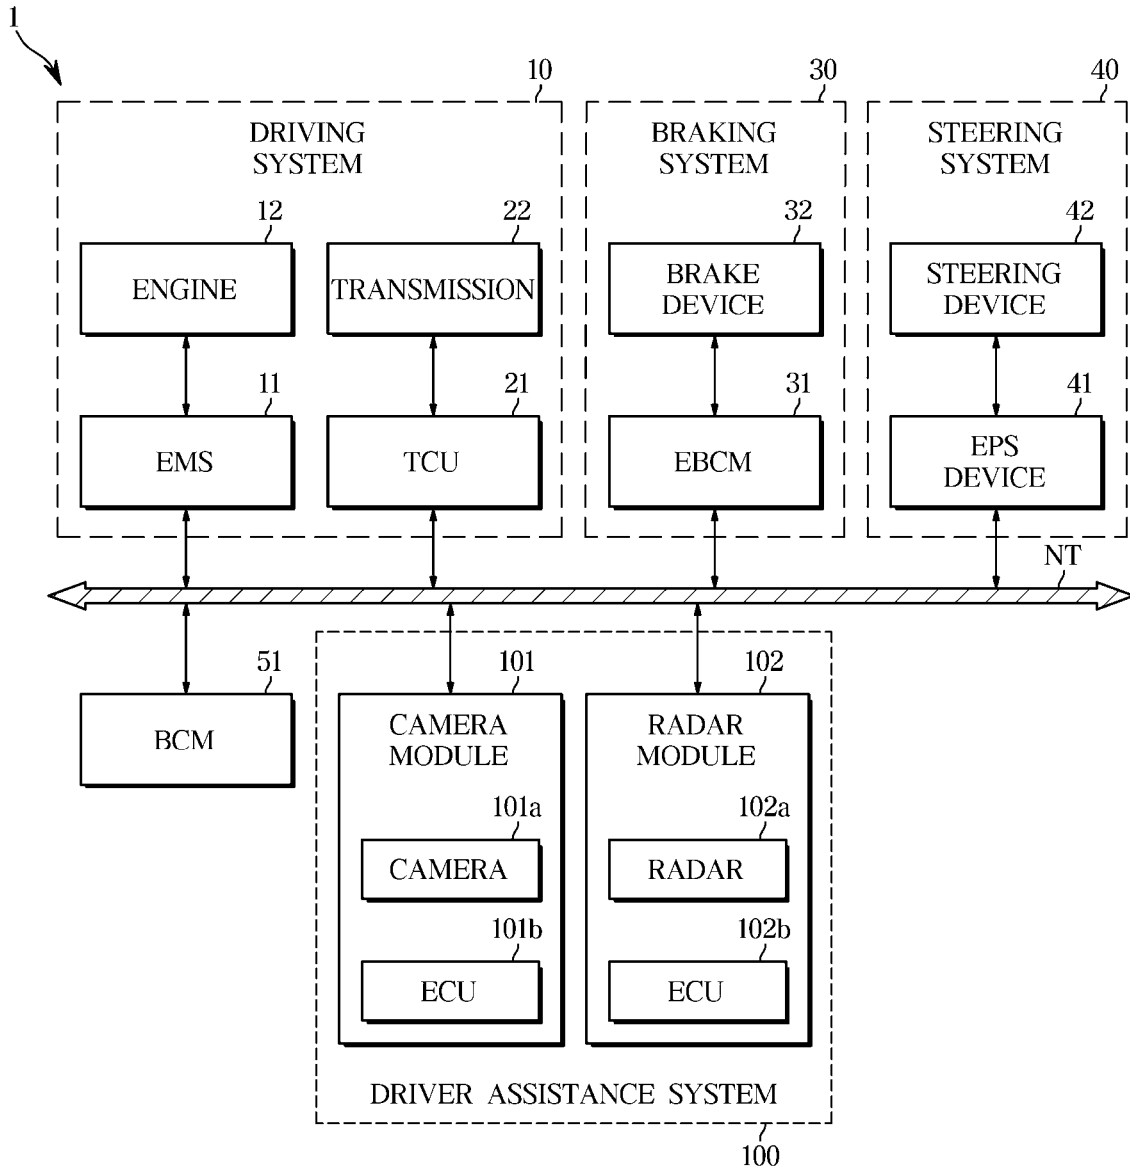 1
10
30
40
DRIVING
SYSTEM
BRAKING
SYSTEM
STEERING
SYSTEM
12
22
32
42
ENGINE
TRANSMISSION
BRAKE
DEVICE
STEERING
DEVICE
11
21
31
41
EMS
TCU
EBCM
EPS
DEVICE
NT
51
101
102
BCM
CAMERA
MODULE
RADAR
MODULE
101a
102a
CAMERA
RADAR
101b
102b
ECU
ECU
DRIVER ASSISTANCE SYSTEM
100